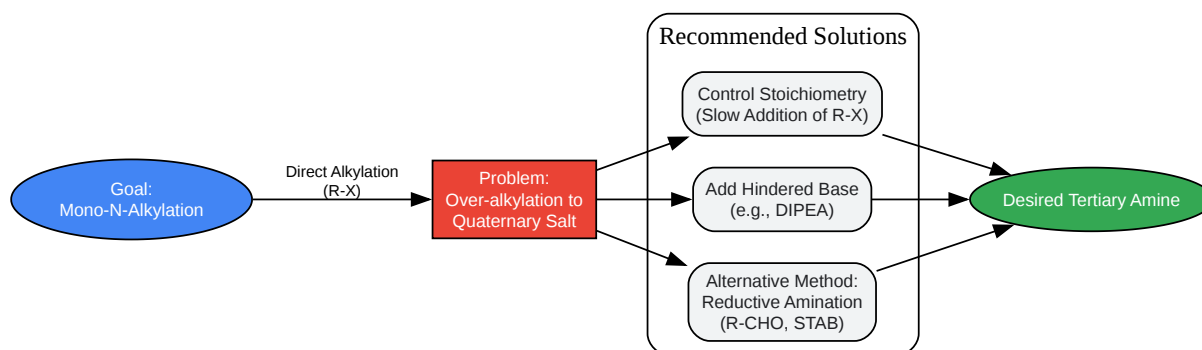 Goal:
Mono-N-Alkylation
Direct Alkylation
(R-X)
Problem:
Over-alkylation to
Quaternary Salt
Recommended Solutions
Control Stoichiometry
(Slow Addition of R-X)
Add Hindered Base
(e.g., DIPEA)
Alternative Method:
Reductive Amination
(R-CHO, STAB)
Desired Tertiary Amine